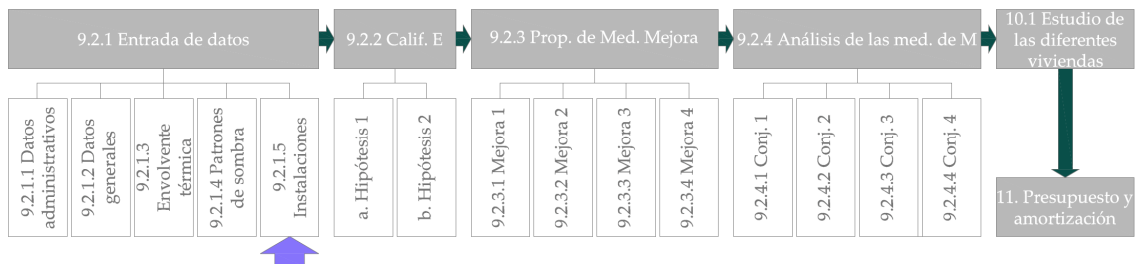 9.2.1 Entrada de datos
9.2.2 Calif. E
9.2.3 Prop. de Med. Mejora
9.2.4 Análisis de las med. de M
10.1 Estudio de
las diferentes
viviendas
9.2.1.1 Datos
administrativos
9.2.1.2 Datos
generales
9.2.1.3
Envolvente
térmica
9.2.1.4 Patrones
de sombra
9.2.1.5
Instalaciones
a. Hipótesis 1
b. Hipótesis 2
9.2.3.1 Mejora 1
9.2.3.2 Mejora 2
9.2.3.3 Mejora 3
9.2.3.4 Mejora 4
9.2.4.1 Conj. 1
9.2.4.2 Conj. 2
9.2.4.3 Conj. 3
9.2.4.4 Conj. 4
11. Presupuesto y
amortización